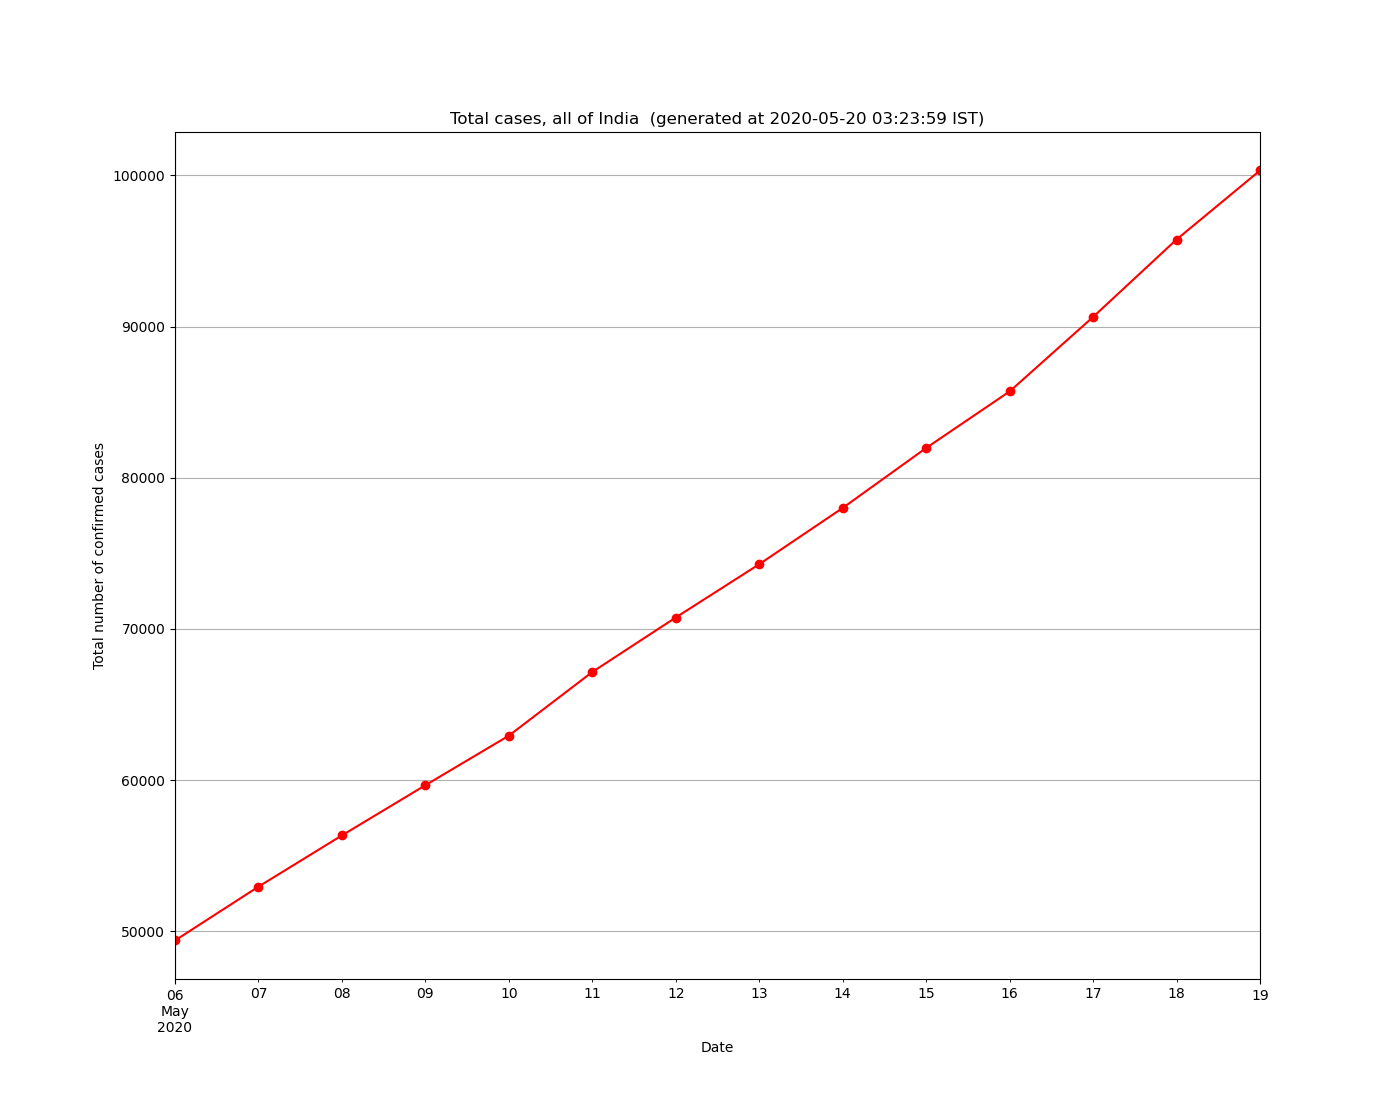 Total cases, all of India  (generated at 2020-05-20 03:23:59 IST)
100000
90000
80000
70000
60000
50000
Total number of confirmed cases
06 07 08 09 10 11 12 13 14 15 16 17 18 19
May
2020
Date